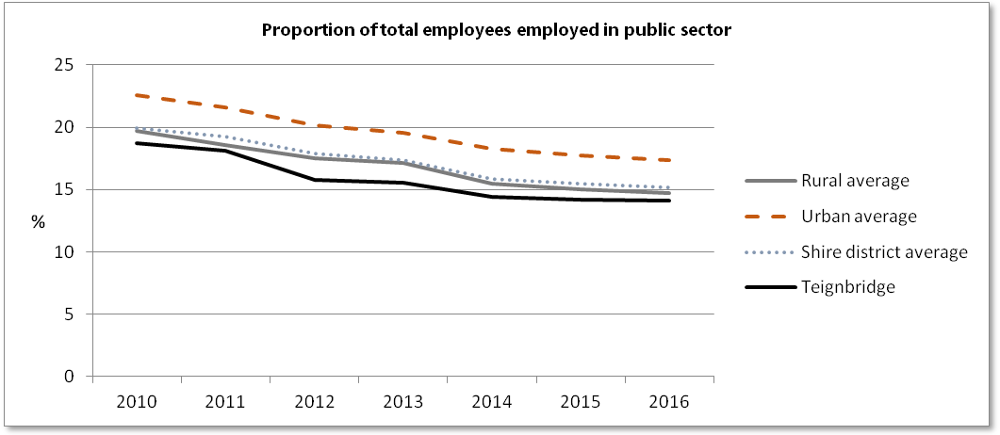 Proportion of total employees employed in public sector
25
20
15
10
5
0
%
2010 2011 2012 2013 2014 2015 2016
Rural average
Urban average
Shire district average
Teignbridge